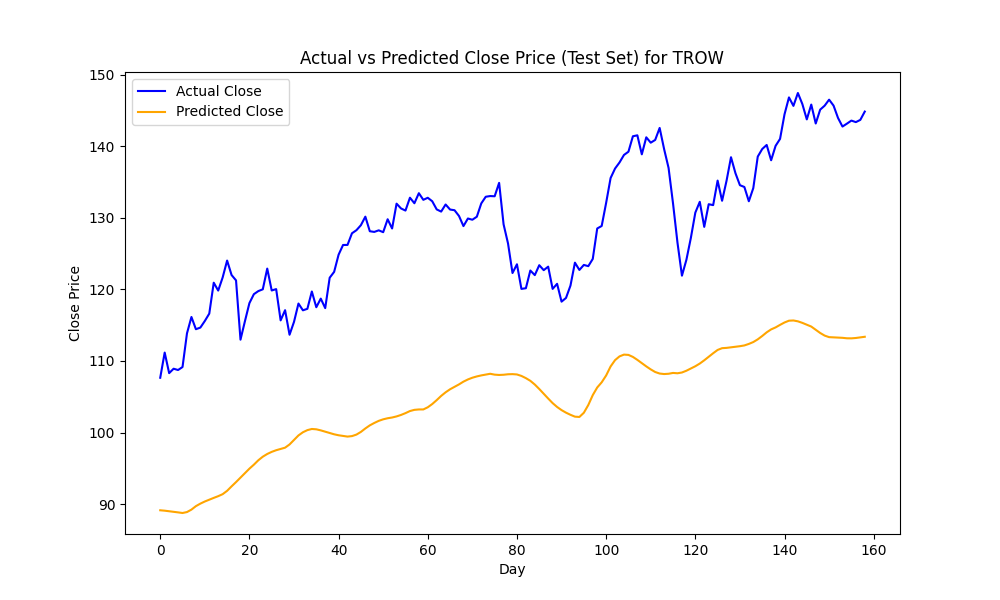 Actual vs Predicted Close Price (Test Set) for TROW
Actual Close
Predicted Close
Close Price
150
140
130
120
110
100
90
0 20 40 60 80 100 120 140 160
Day